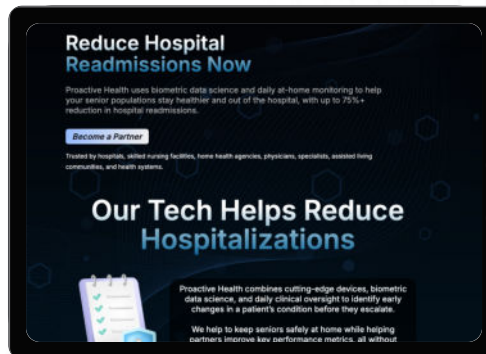 Reduce Hospital
Readmissions Now
Proactive Health uses biometric data science and daily at-home monitoring to help
your senior populations stay healthier and out of the hospital, with up to 75%+
reduction in hospital readmissions.
Become a Partner
Trusted by hospitals, skilled nursing facilities, home health agencies, physicians, specialists, assisted living
communities, and health systems.
Our Tech Helps Reduce
Hospitalizations
Proactive Health combines cutting-edge devices, biometric
data science, and daily clinical oversight to identify early
changes in a patient's condition before they escalate.
We help to keep seniors safely at home while helping
partners improve key performance metrics, all without